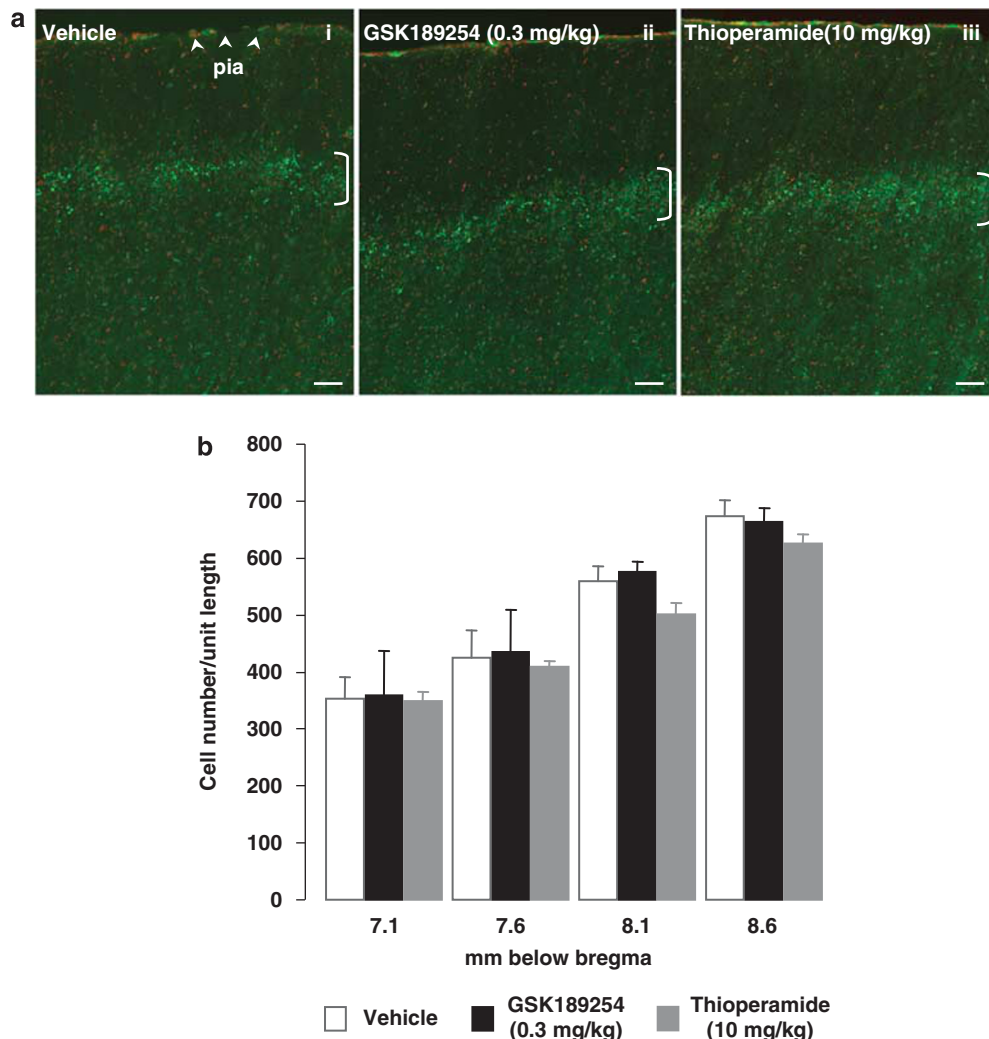 a
Vehicle
i
pia
GSK189254 (0.3 mg/kg)
ii
Thioperamide(10 mg/kg)
iii
b
800
700
600
500
400
300
200
100
0
Cell number/unit length
7.1
7.6
8.1
8.6
mm below bregma
Vehicle
GSK189254
(0.3 mg/kg)
Thioperamide
(10 mg/kg)